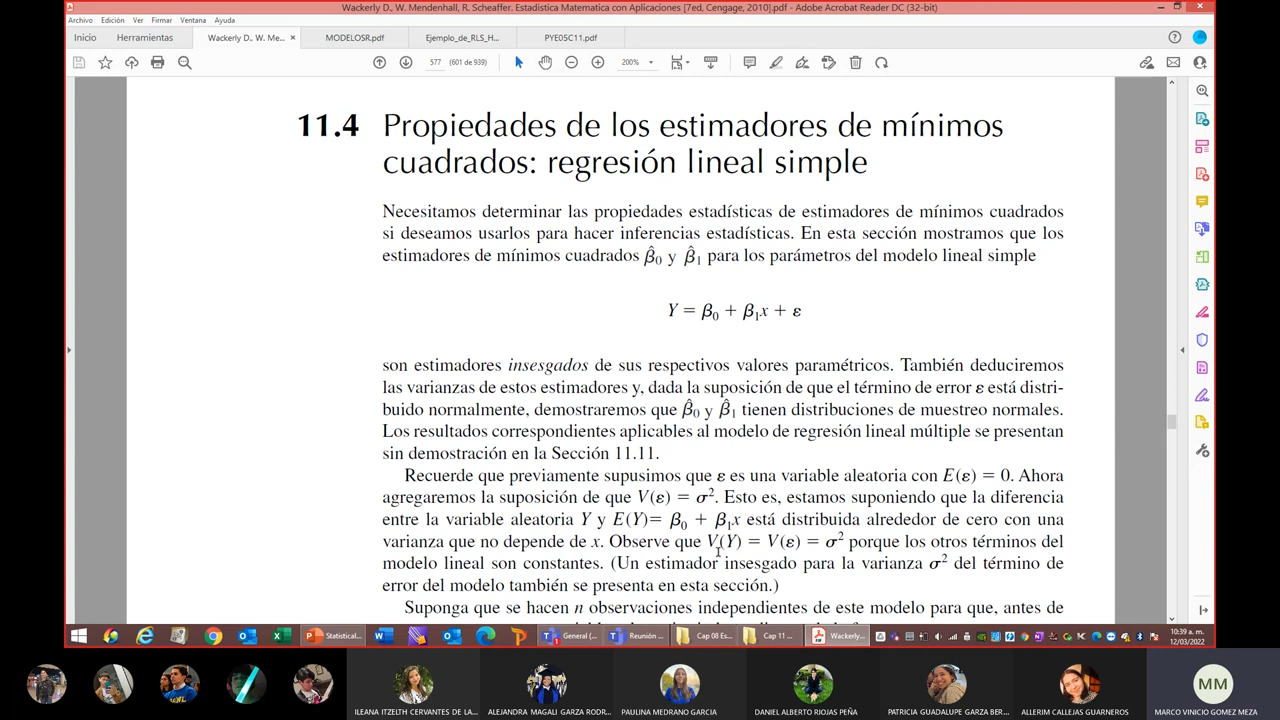 Wackerly D., W. Mendenhall, R. Scheaffer. Estadistica Matematica con Aplicaciones [7ed, Cengage, 2010].pdf - Adobe Acrobat Reader DC (32-bit)
Archivo Edición Ver Firmar Ventana Ayuda
Inicio Herramientas Wackerly D., W. Me... × MODELOSR.pdf Ejemplo_de_RLS_H... PYE05C11.pdf
577 (601 de 939) 200%
11.4 Propiedades de los estimadores de mínimos
cuadrados: regresión lineal simple
Necesitamos determinar las propiedades estadísticas de estimadores de mínimos cuadrados
si deseamos usarlos para hacer inferencias estadísticas. En esta sección mostramos que los
estimadores de mínimos cuadrados β̂₀ y β̂₁ para los parámetros del modelo lineal simple
Y = β₀ + β₁x + ε
son estimadores insesgados de sus respectivos valores paramétricos. También deduciremos
las varianzas de estos estimadores y, dada la suposición de que el término de error ε está distri-
buido normalmente, demostraremos que β̂₀ y β̂₁ tienen distribuciones de muestreo normales.
Los resultados correspondientes aplicables al modelo de regresión lineal múltiple se presentan
sin demostración en la Sección 11.11.
Recuerde que previamente supusimos que ε es una variable aleatoria con E(ε) = 0. Ahora
agregaremos la suposición de que V(ε) = σ². Esto es, estamos suponiendo que la diferencia
entre la variable aleatoria Y y E(Y)= β₀ + β₁x está distribuida alrededor de cero con una
varianza que no depende de x. Observe que V(Y) = V(ε) = σ² porque los otros términos del
modelo lineal son constantes. (Un estimador insesgado para la varianza σ² del término de
error del modelo también se presenta en esta sección.)
Suponga que se hacen n observaciones independientes de este modelo para que, antes de
Statistical... General (... Reunión ... Cap 08 Es... Cap 11 ... Wackerly... 10:39 a. m.
12/03/2022
MM
ILEANA ITZELTH CERVANTES DE LA... ALEJANDRA MAGALI GARZA RODR... PAULINA MEDRANO GARCIA DANIEL ALBERTO RIOJAS PEÑA PATRICIA GUADALUPE GARZA BER... ALLERIM CALLEJAS GUARNEROS MARCO VINICIO GOMEZ MEZA